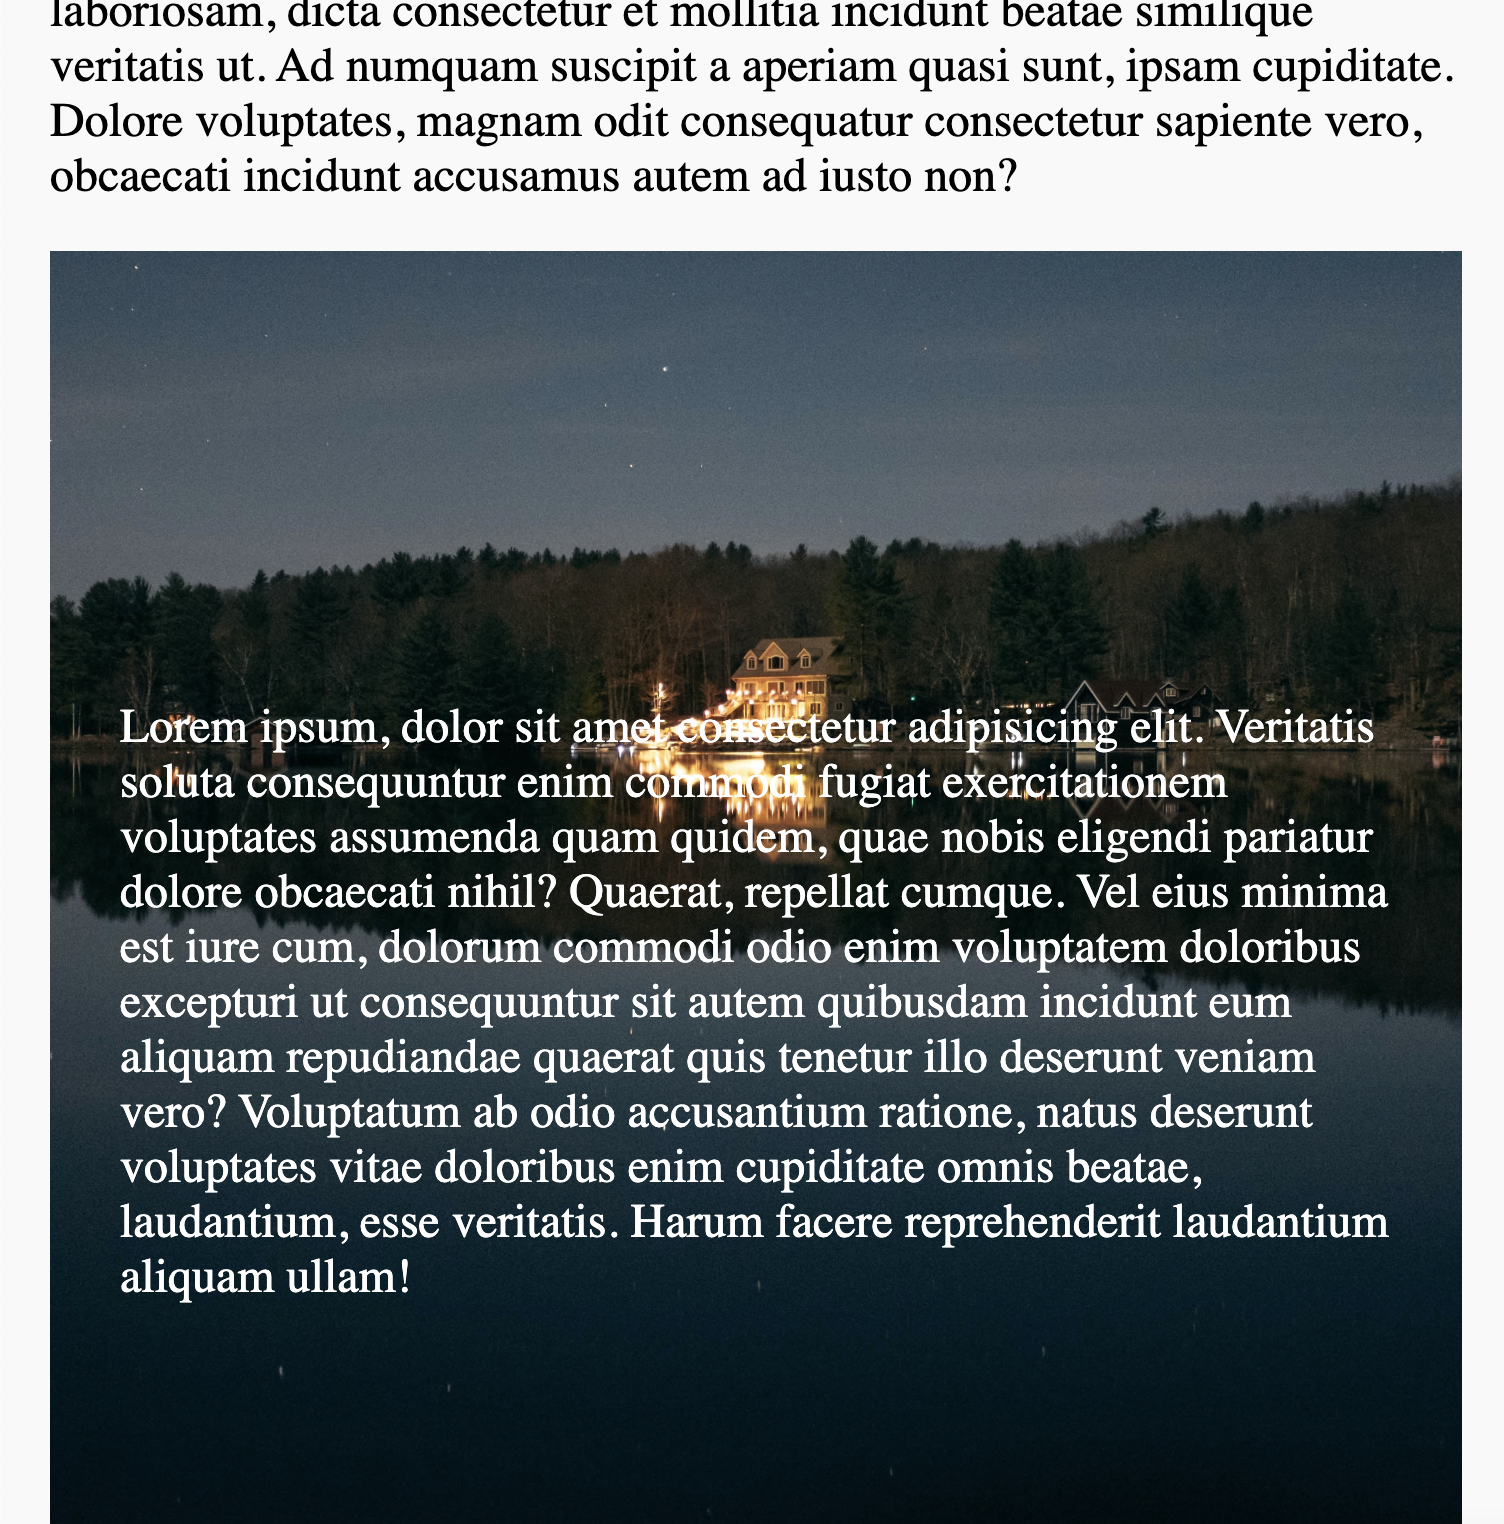 laboriosam, dicta consectetur et mollitia incidunt beatae similique
veritatis ut. Ad numquam suscipit a aperiam quasi sunt, ipsam cupiditate.
Dolore voluptates, magnam odit consequatur consectetur sapiente vero,
obcaecati incidunt accusamus autem ad iusto non?
Lorem ipsum, dolor sit amet consectetur adipisicing elit. Veritatis
soluta consequuntur enim commodi fugiat exercitationem
voluptates assumenda quam quidem, quae nobis eligendi pariatur
dolore obcaecati nihil? Quaerat, repellat cumque. Vel eius minima
est iure cum, dolorum commodi odio enim voluptatem doloribus
excepturi ut consequuntur sit autem quibusdam incidunt eum
aliquam repudiandae quaerat quis tenetur illo deserunt veniam
vero? Voluptatum ab odio accusantium ratione, natus deserunt
voluptates vitae doloribus enim cupiditate omnis beatae,
laudantium, esse veritatis. Harum facere reprehenderit laudantium
aliquam ullam!